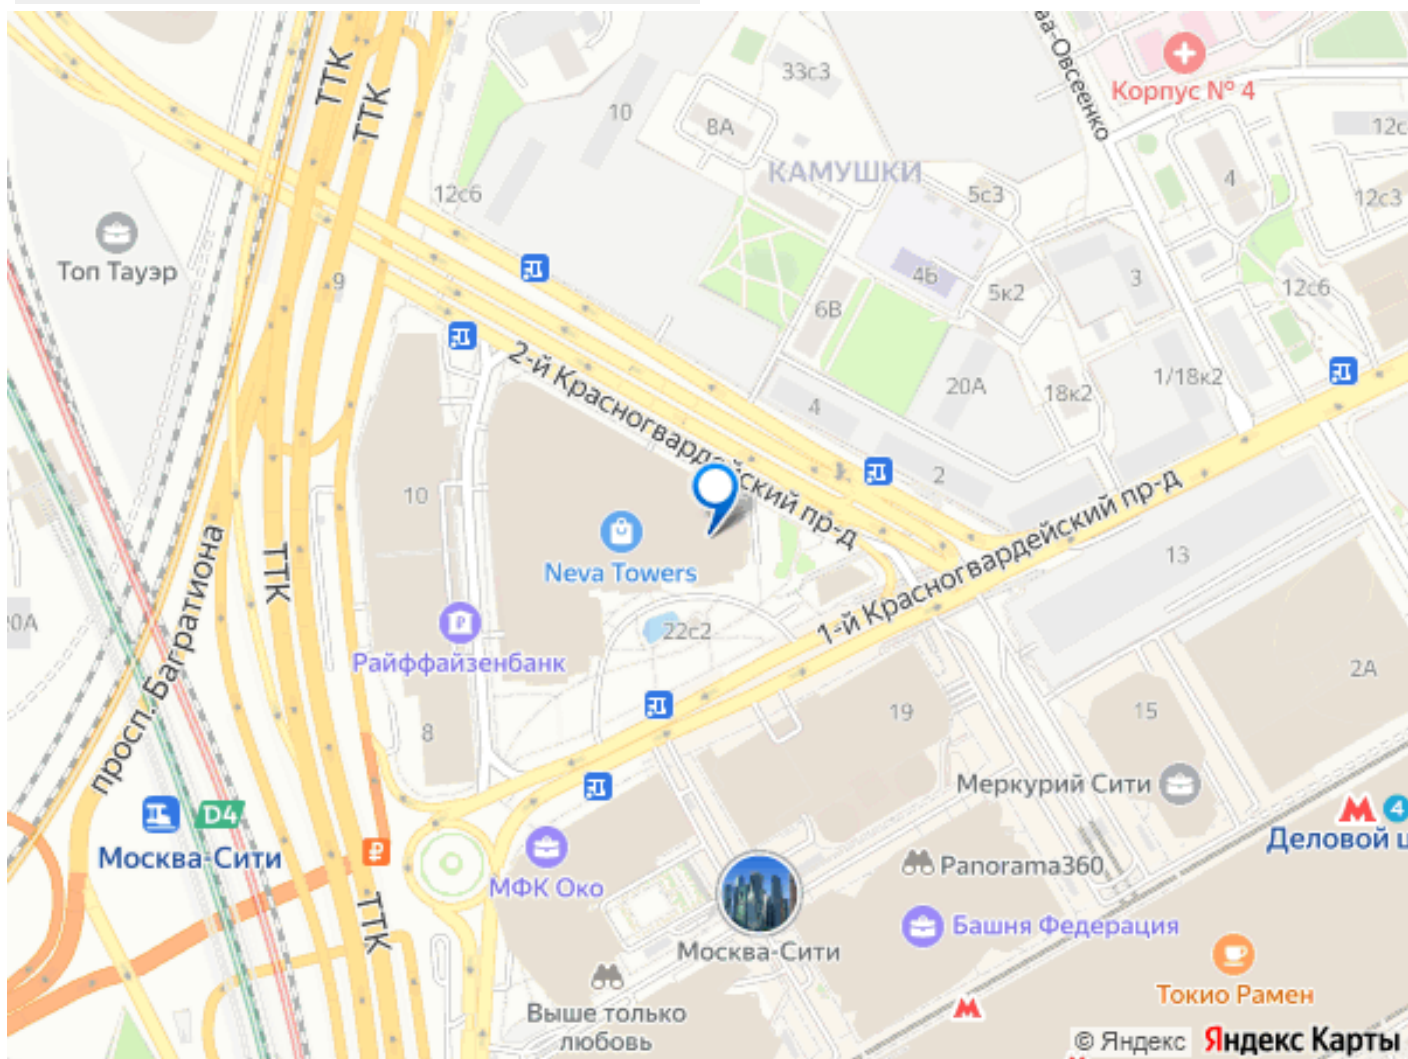 ТТК
ТТК
33с3
Корпус № 4
10
8А
12с
КАМУШКИ
4
12с6
5с3
12с3
Топ Тауэр
9
4Б
3
5к2
12с6
6В
2-й Красногвардейский пр-д
20А
1/18к2
18к2
4
2
10
1-й Красногвардейский пр-д
13
ТТК
Neva Towers
просп. Багратиона
22с2
Райффайзенбанк
2А
19
15
8
Меркурий Сити
D4
4
Москва-Сити
₽
Деловой ц
Panorama360
МФК Око
ТТК
Башня Федерация
Москва-Сити
Токио Рамен
Выше только
любовь
© Яндекс Яндекс Карты